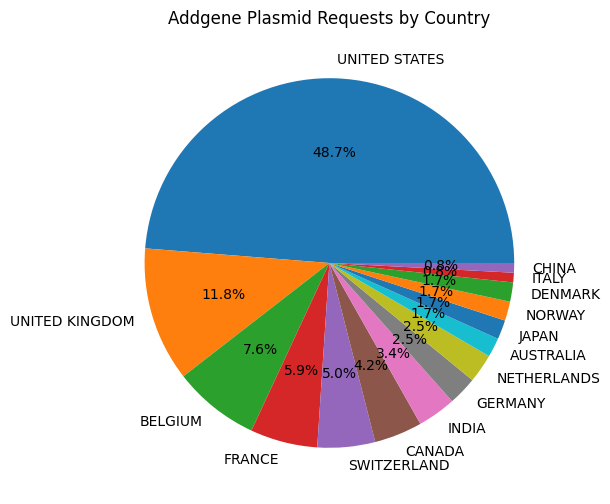 Addgene Plasmid Requests by Country
UNITED STATES
48.7%
UNITED KINGDOM
11.8%
BELGIUM
7.6%
FRANCE
5.9%
SWITZERLAND
5.0%
CANADA
4.2%
INDIA
3.4%
GERMANY
2.5%
NETHERLANDS
2.5%
AUSTRALIA
1.7%
JAPAN
1.7%
NORWAY
1.7%
DENMARK
1.7%
ITALY
0.8%
CHINA
0.8%